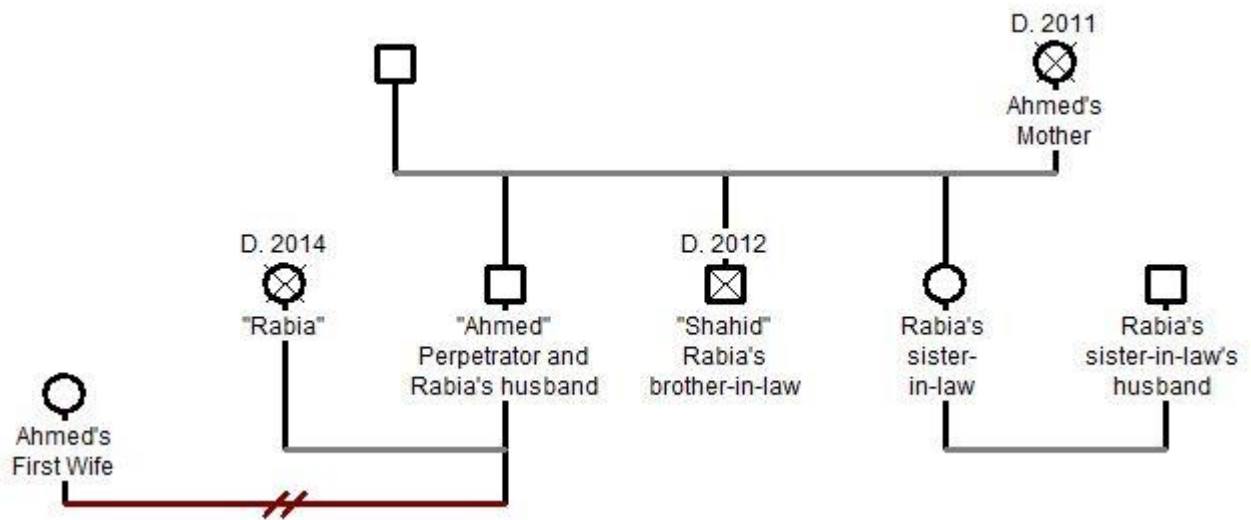 D. 2011
Ahmed's
Mother
D. 2014
"Rabia"
"Ahmed"
Perpetrator and
Rabia's husband
D. 2012
"Shahid"
Rabia's
brother-in-law
Rabia's
sister-
in-law
Rabia's
sister-in-law's
husband
Ahmed's
First Wife